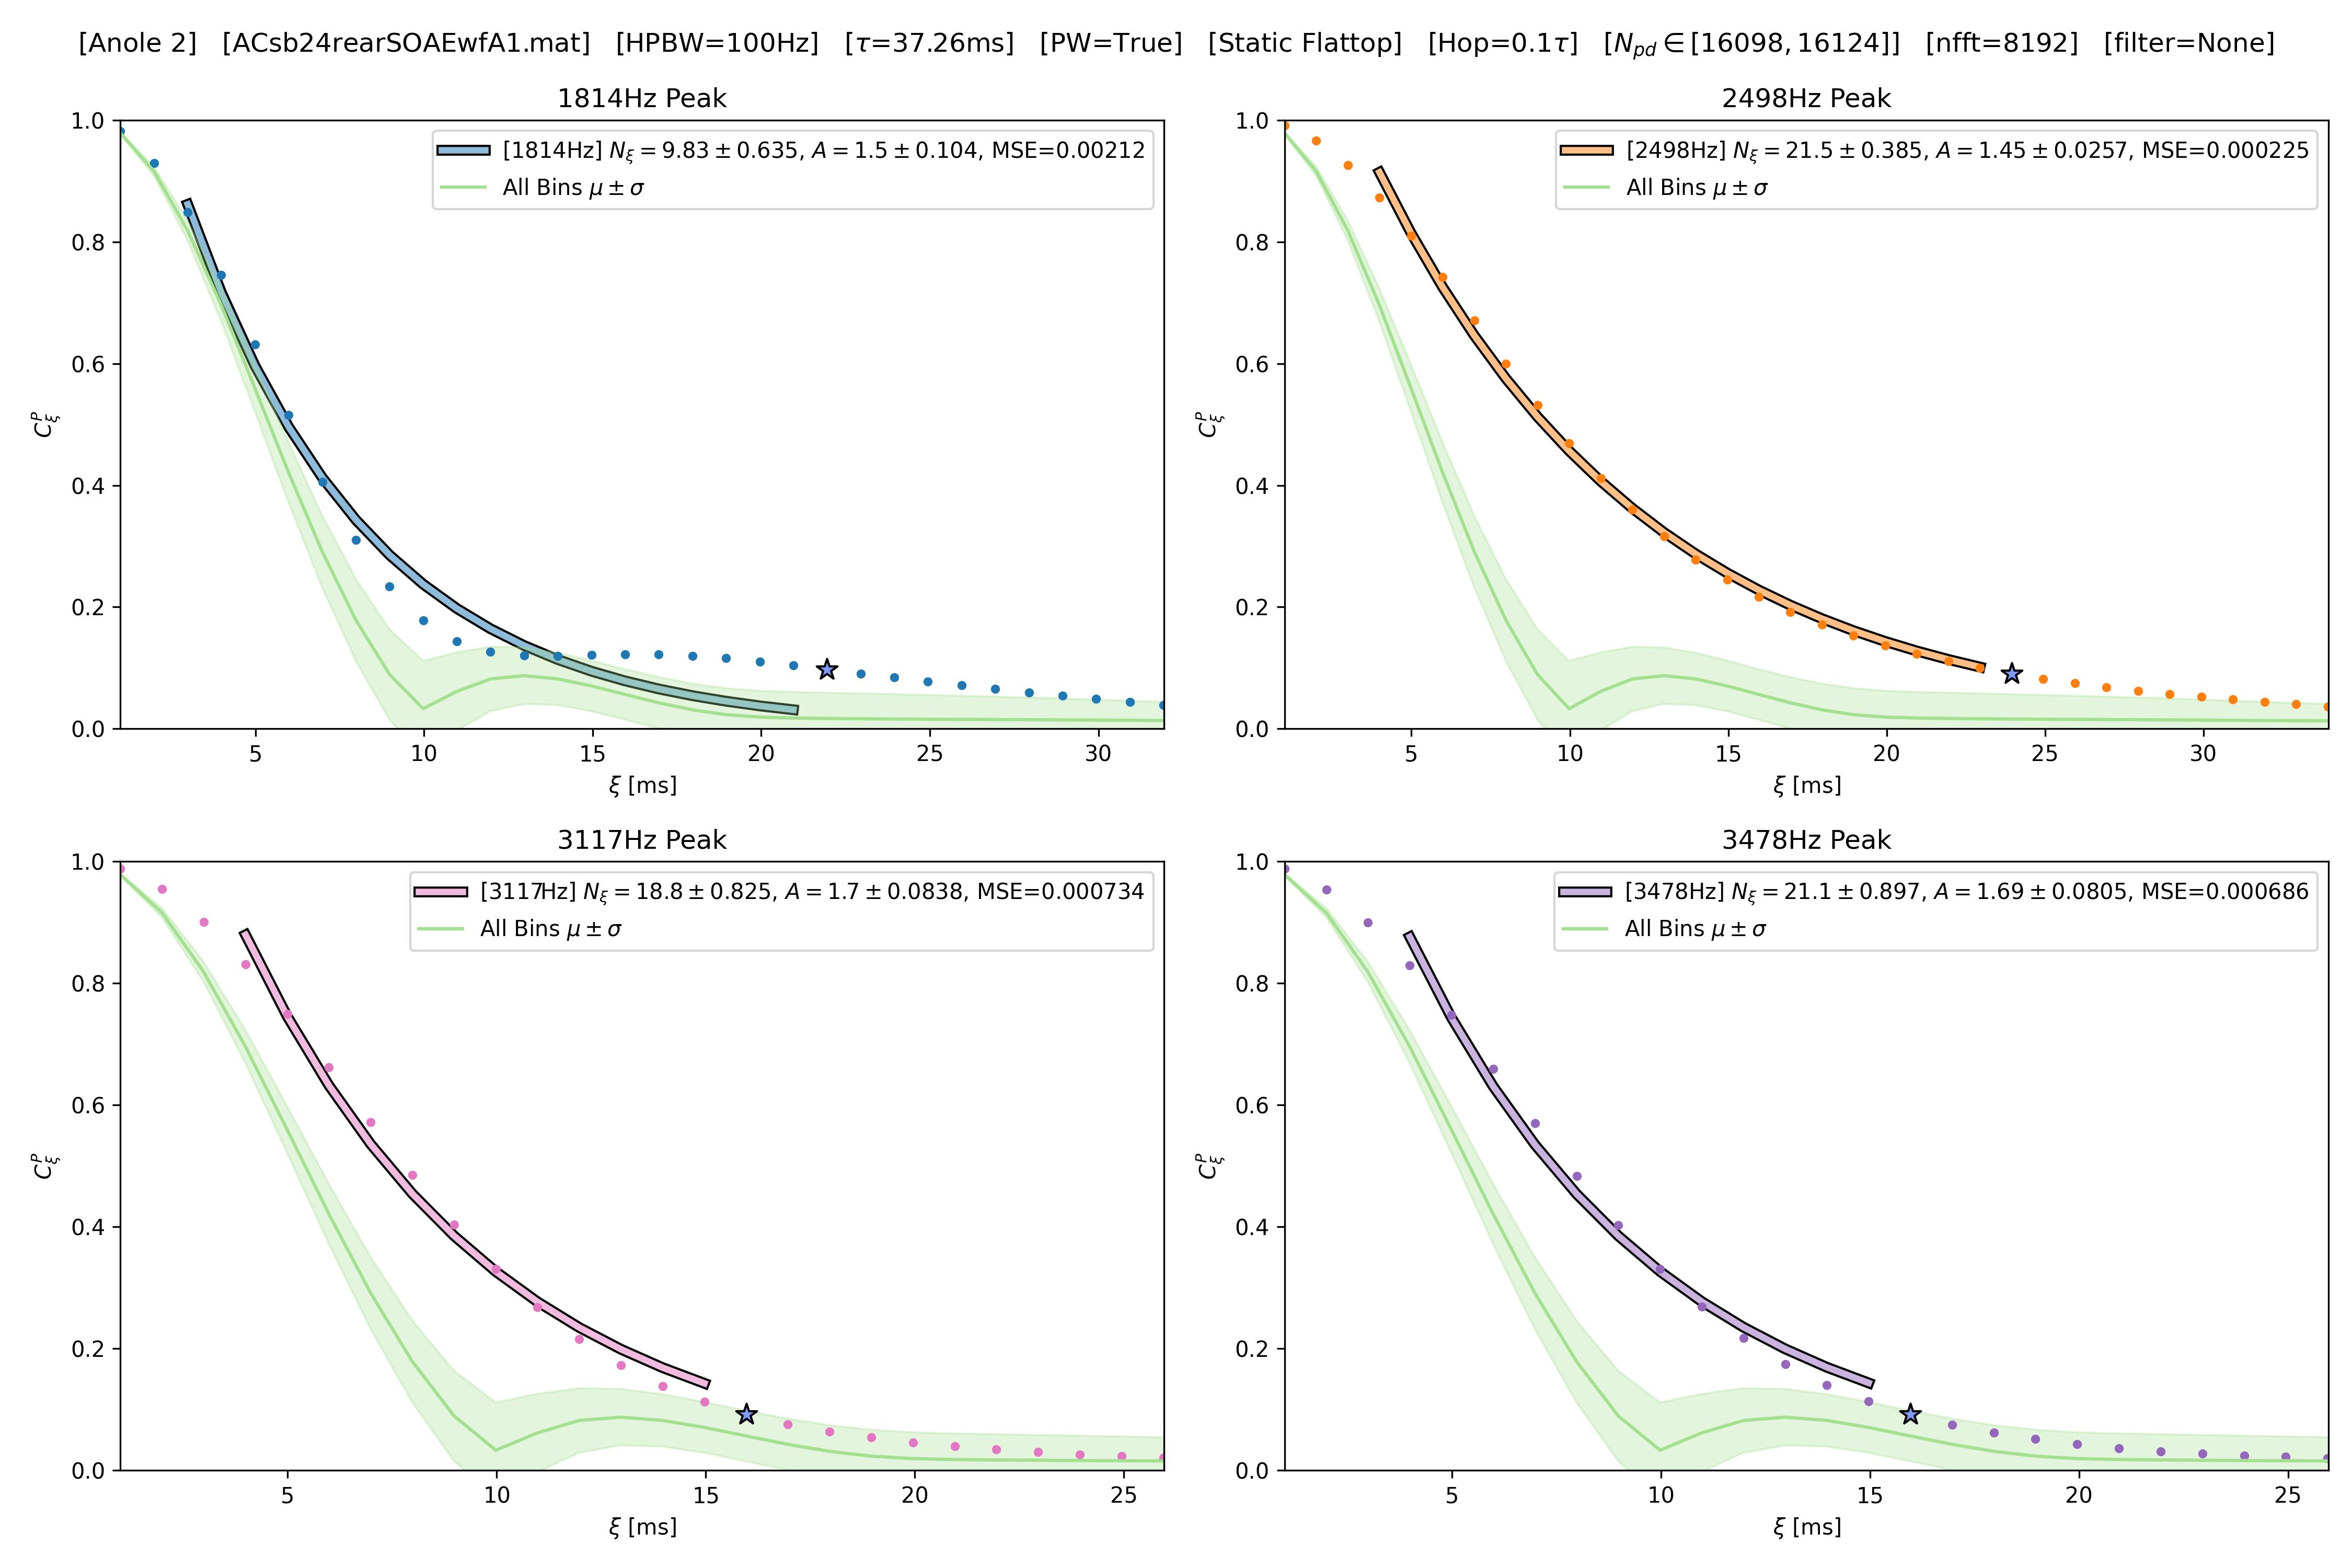 [Anole 2] [ACsb24rearSOAEwfA1.mat] [HPBW=100Hz] [τ=37.26ms] [PW=True] [Static Flattop] [Hop=0.1τ] [N_pd ∈ [16098, 16124]] [nfft=8192] [filter=None]
1814Hz Peak
1.0
0.8
0.6
0.4
0.2
0.0
C_ξ^P
[1814Hz] N_ξ = 9.83 ± 0.635, A = 1.5 ± 0.104, MSE=0.00212
All Bins μ ± σ
5 10 15 20 25 30
ξ [ms]
2498Hz Peak
1.0
0.8
0.6
0.4
0.2
0.0
C_ξ^P
[2498Hz] N_ξ = 21.5 ± 0.385, A = 1.45 ± 0.0257, MSE=0.000225
All Bins μ ± σ
5 10 15 20 25 30
ξ [ms]
3117Hz Peak
1.0
0.8
0.6
0.4
0.2
0.0
C_ξ^P
[3117Hz] N_ξ = 18.8 ± 0.825, A = 1.7 ± 0.0838, MSE=0.000734
All Bins μ ± σ
5 10 15 20 25
ξ [ms]
3478Hz Peak
1.0
0.8
0.6
0.4
0.2
0.0
C_ξ^P
[3478Hz] N_ξ = 21.1 ± 0.897, A = 1.69 ± 0.0805, MSE=0.000686
All Bins μ ± σ
5 10 15 20 25
ξ [ms]